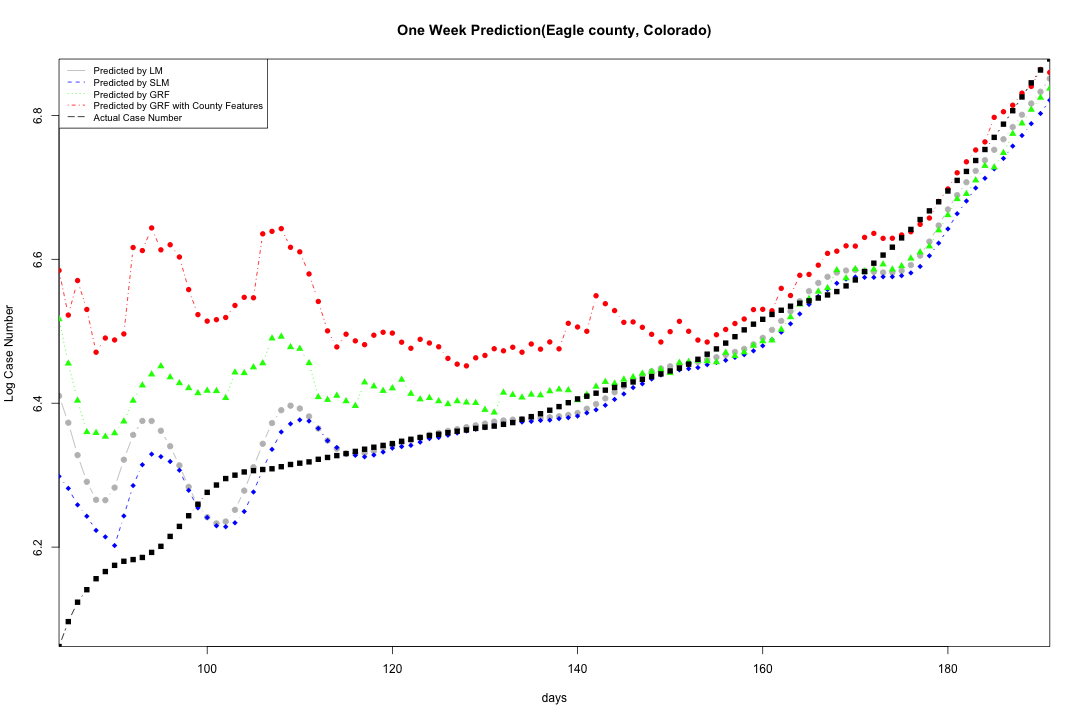 One Week Prediction(Eagle county, Colorado)
Predicted by LM
Predicted by SLM
Predicted by GRF
Predicted by GRF with County Features
Actual Case Number
6.8
6.6
6.4
6.2
Log Case Number
100 120 140 160 180
days